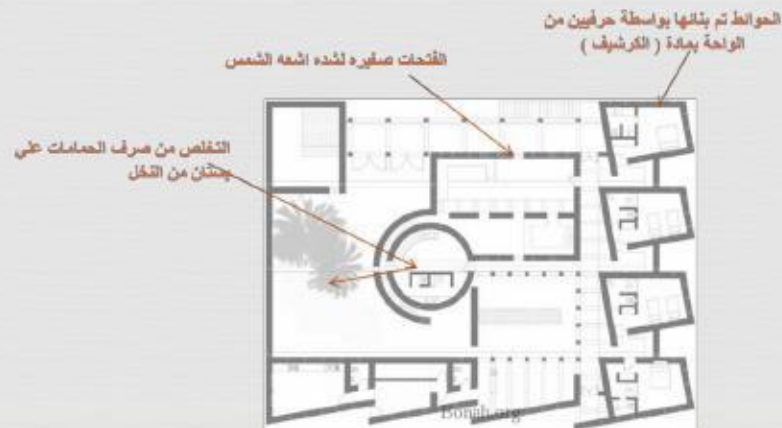 الحوائط تم بنائها بواسطة حرفيين من
الواحة بمادة ( الكرشيف )
الفتحات صغيره لشده اشعه الشمس
التخلص من صرف الحمامات علي
بستان من النخل
Bonah.org